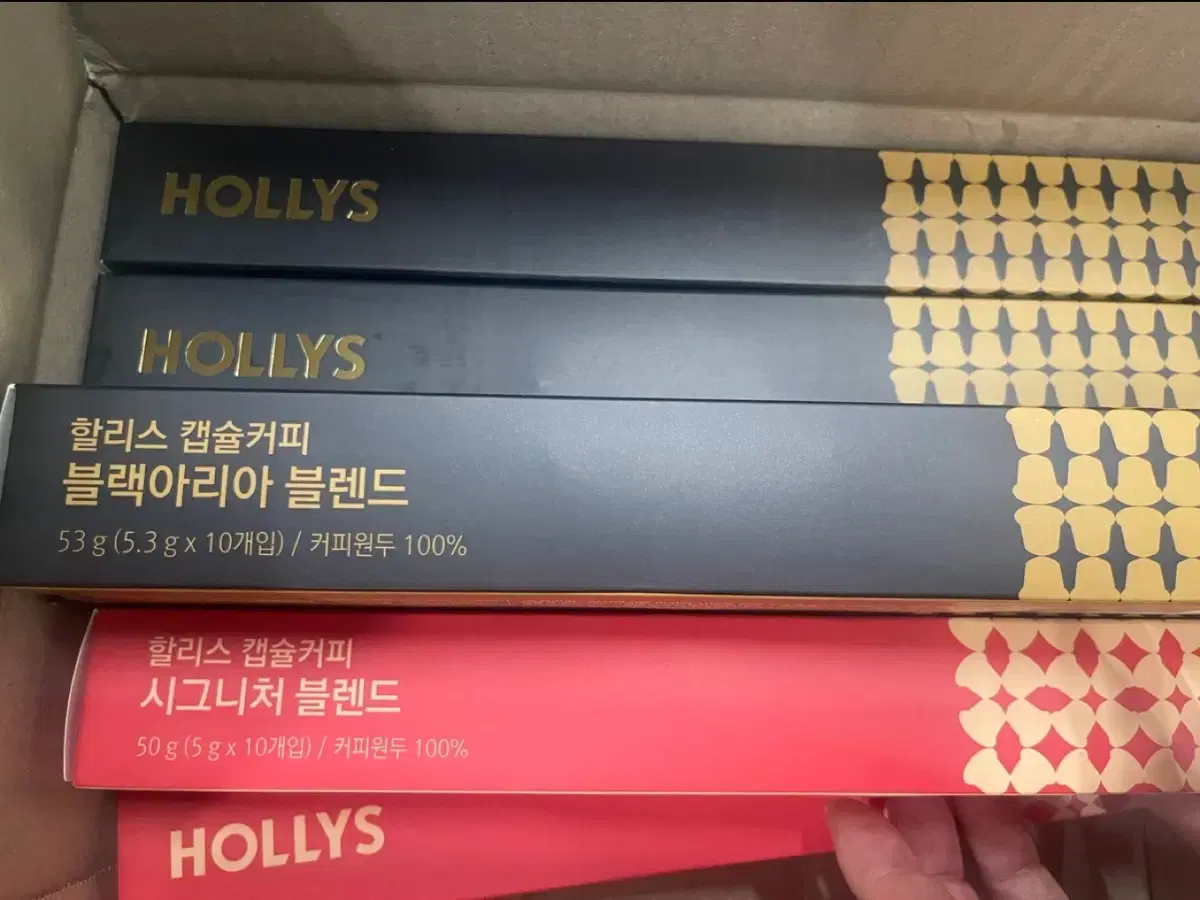 HOLLYS
HOLLYS
할리스 캡슐커피
블랙아리아 블렌드
53 g (5.3 g x 10개입) / 커피원두 100%
할리스 캡슐커피
시그니처 블렌드
50 g (5 g x 10개입) / 커피원두 100%
HOLLYS